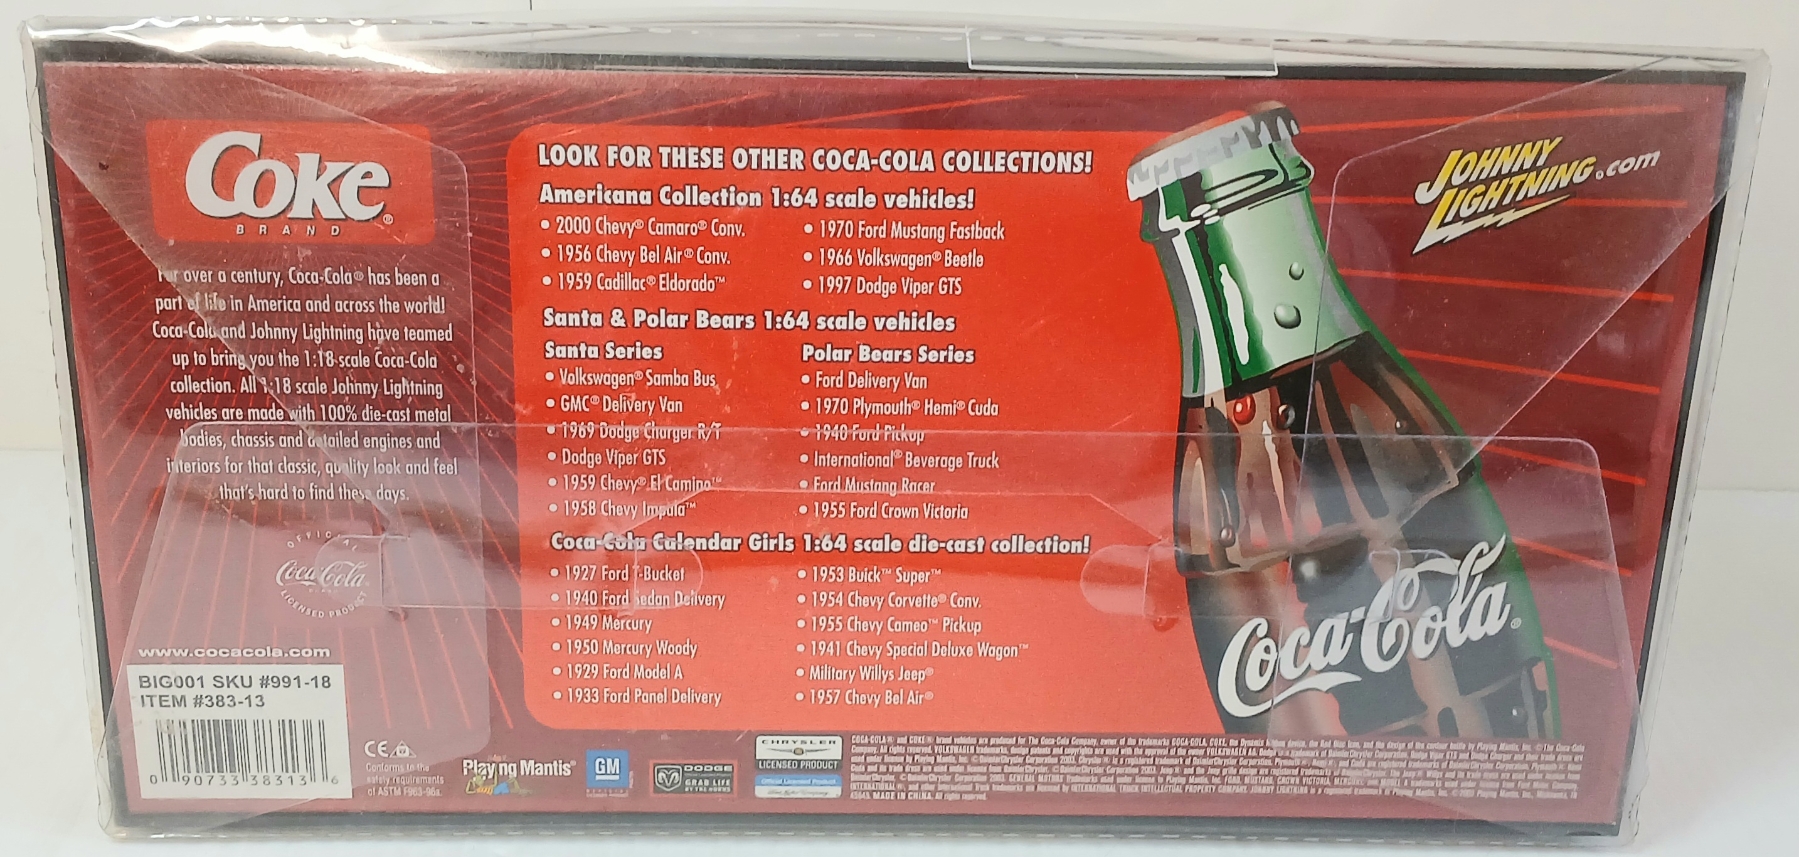 Coke®
BRAND
For over a century, Coca-Cola® has been a
part of life in America and across the world!
Coca-Cola and Johnny Lightning have teamed
up to bring you the 1:18 scale Coca-Cola
collection. All 1:18 scale Johnny Lightning
vehicles are made with 100% die-cast metal
bodies, chassis and detailed engines and
interiors for that classic, quality look and feel
that's hard to find these days.
OFFICIAL
Coca-Cola
LICENSED PRODUCT
www.cocacola.com
BIG001 SKU #991-18
ITEM #383-13
0 90733 38313 6
LOOK FOR THESE OTHER COCA-COLA COLLECTIONS!
Americana Collection 1:64 scale vehicles!
• 2000 Chevy® Camaro® Conv.
• 1956 Chevy Bel Air® Conv.
• 1959 Cadillac® Eldorado™
• 1970 Ford Mustang Fastback
• 1966 Volkswagen® Beetle
• 1997 Dodge Viper GTS
Santa & Polar Bears 1:64 scale vehicles
Santa Series
• Volkswagen® Samba Bus
• GMC® Delivery Van
• 1969 Dodge Charger R/T
• Dodge Viper GTS
• 1959 Chevy® El Camino™
• 1958 Chevy Impala™
Polar Bears Series
• Ford Delivery Van
• 1970 Plymouth® Hemi® Cuda
• 1940 Ford Pickup
• International® Beverage Truck
• Ford Mustang Racer
• 1955 Ford Crown Victoria
Coca-Cola Calendar Girls 1:64 scale die-cast collection!
• 1927 Ford T-Bucket
• 1940 Ford Sedan Delivery
• 1949 Mercury
• 1950 Mercury Woody
• 1929 Ford Model A
• 1933 Ford Panel Delivery
• 1953 Buick™ Super™
• 1954 Chevy Corvette® Conv.
• 1955 Chevy Cameo™ Pickup
• 1941 Chevy Special Deluxe Wagon™
• Military Willys Jeep®
• 1957 Chevy Bel Air®
JOHNNY
LIGHTNING.com
Coca-Cola®
CE
Conforms to the
safety requirements
of ASTM F963-96a.
Playing Mantis®
GM
DODGE
GRAB LIFE
BY THE HORNS
CHRYSLER
LICENSED PRODUCT
Official Licensed Product
MADE IN CHINA. All rights reserved.